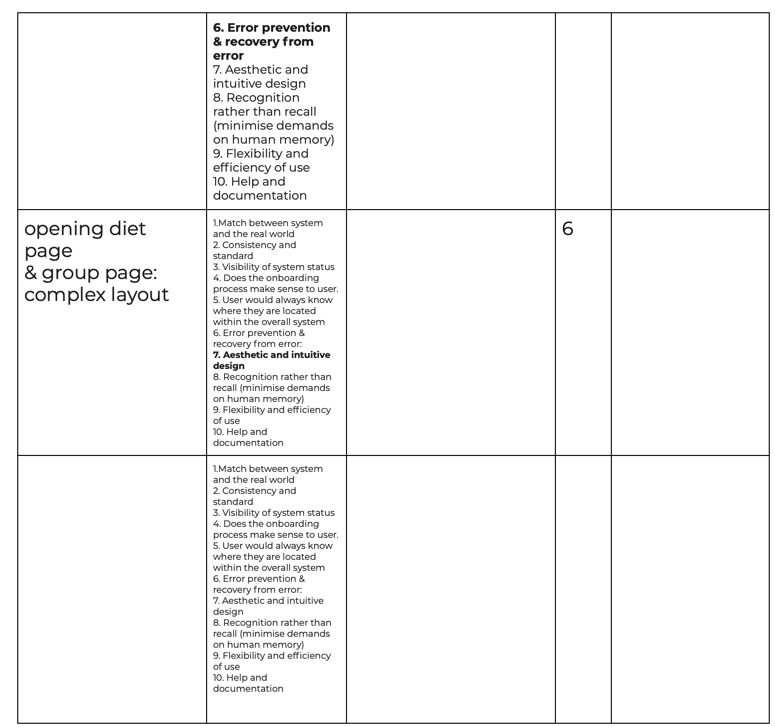 6. Error prevention
& recovery from
error
7. Aesthetic and
intuitive design
8. Recognition
rather than recall
(minimise demands
on human memory)
9. Flexibility and
efficiency of use
10. Help and
documentation
opening diet
page
& group page:
complex layout
1.Match between system
and the real world
2. Consistency and
standard
3. Visibility of system status
4. Does the onboarding
process make sense to user.
5. User would always know
where they are located
within the overall system
6. Error prevention &
recovery from error:
7. Aesthetic and intuitive
design
8. Recognition rather than
recall (minimise demands
on human memory)
9. Flexibility and efficiency
of use
10. Help and
documentation
6
1.Match between system
and the real world
2. Consistency and
standard
3. Visibility of system status
4. Does the onboarding
process make sense to user.
5. User would always know
where they are located
within the overall system
6. Error prevention &
recovery from error:
7. Aesthetic and intuitive
design
8. Recognition rather than
recall (minimise demands
on human memory)
9. Flexibility and efficiency
of use
10. Help and
documentation